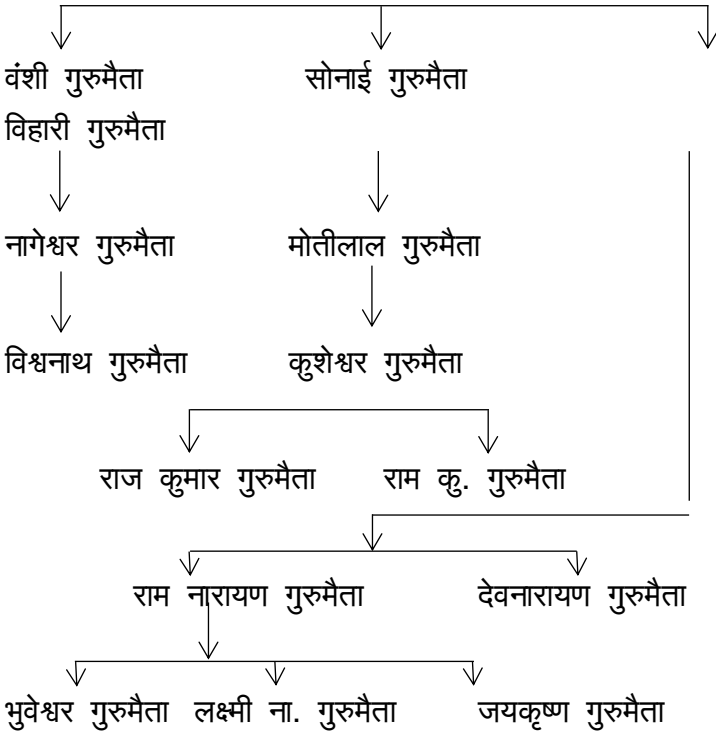 वंशी गुरुमैता सोनाई गुरुमैता
विहारी गुरुमैता
नागेश्वर गुरुमैता मोतीलाल गुरुमैता
विश्वनाथ गुरुमैता कुशेश्वर गुरुमैता
राज कुमार गुरुमैता राम कु. गुरुमैता
राम नारायण गुरुमैता देवनारायण गुरुमैता
भुवेश्वर गुरुमैता लक्ष्मी ना. गुरुमैता जयकृष्ण गुरुमैता